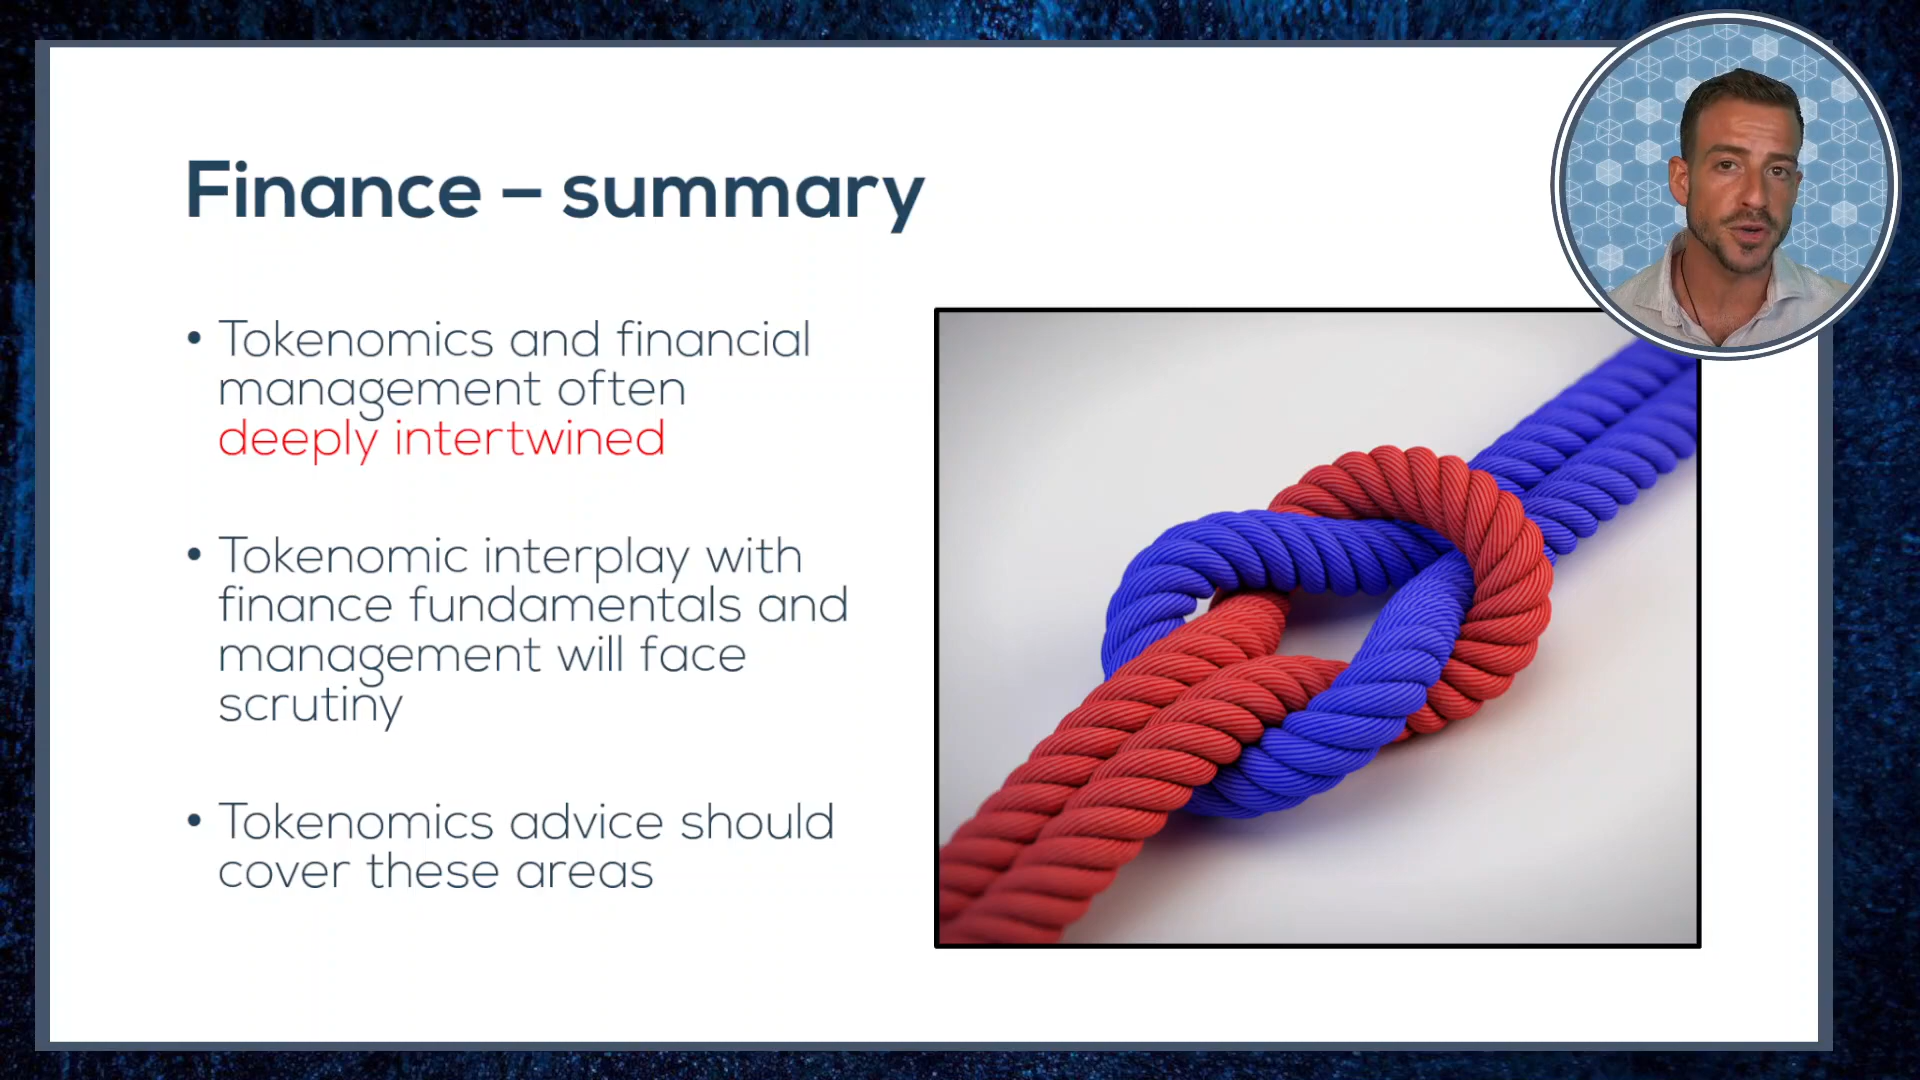 Finance – summary
• Tokenomics and financial
management often
deeply intertwined
• Tokenomic interplay with
finance fundamentals and
management will face
scrutiny
• Tokenomics advice should
cover these areas